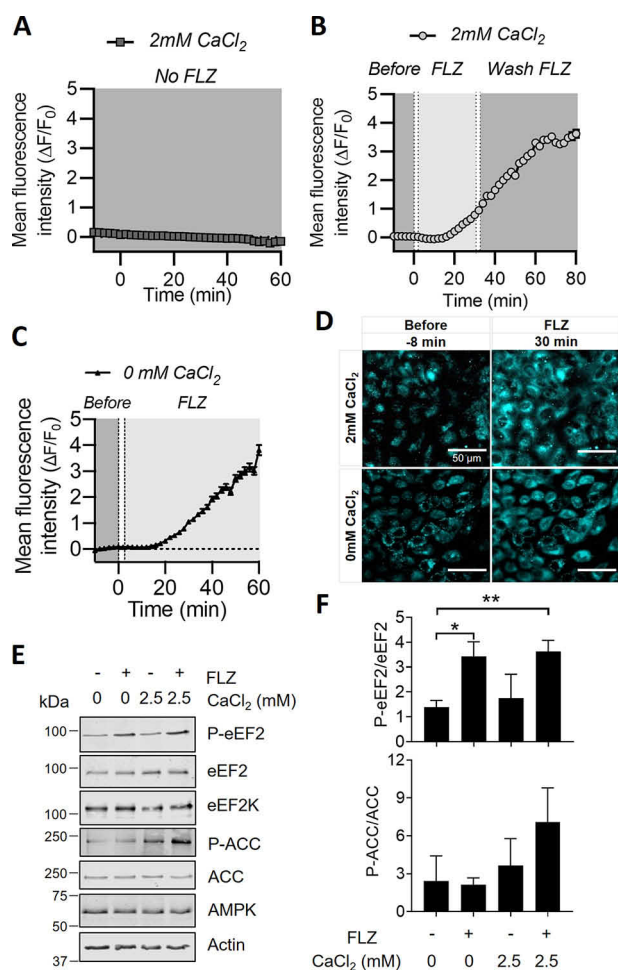 A
2mM CaCl2
No FLZ
Mean fluorescence
intensity (ΔF/F0)
5
4
3
2
1
0
0 20 40 60
Time (min)
B
2mM CaCl2
Before FLZ Wash FLZ
Mean fluorescence
intensity (ΔF/F0)
5
4
3
2
1
0
0 20 40 60 80
Time (min)
C
0 mM CaCl2
Before FLZ
Mean fluorescence
intensity (ΔF/F0)
5
4
3
2
1
0
0 20 40 60
Time (min)
D
Before FLZ
-8 min 30 min
2mM CaCl2
50 µm
0mM CaCl2
E
- + - + FLZ
kDa 0 0 2.5 2.5 CaCl2 (mM)
100 P-eEF2
100 eEF2
100 eEF2K
250 P-ACC
250 ACC
75
50 AMPK
37 Actin
F
P-eEF2/eEF2
5
4
3
2
1
0
*
**
P-ACC/ACC
12
9
6
3
0
FLZ - + - +
CaCl2 (mM) 0 0 2.5 2.5